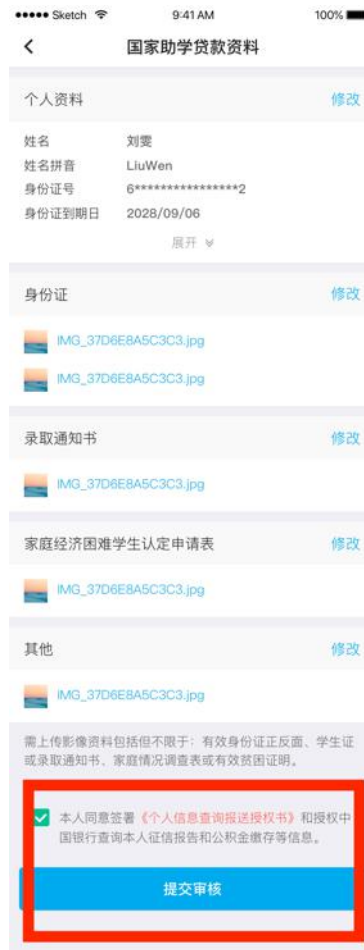 ●●●●● Sketch 9:41 AM 100%
国家助学贷款资料
个人资料 修改
姓名 刘雯
姓名拼音 LiuWen
身份证号 6****************2
身份证到期日 2028/09/06
展开
身份证 修改
IMG_37D6E8A5C3C3.jpg
IMG_37D6E8A5C3C3.jpg
录取通知书 修改
IMG_37D6E8A5C3C3.jpg
家庭经济困难学生认定申请表 修改
IMG_37D6E8A5C3C3.jpg
其他 修改
IMG_37D6E8A5C3C3.jpg
需上传影像资料包括但不限于：有效身份证正反面、学生证
或录取通知书、家庭情况调查表或有效贫困证明。
本人同意签署《个人信息查询报送授权书》和授权中
国银行查询本人征信报告和公积金缴存等信息。
提交审核